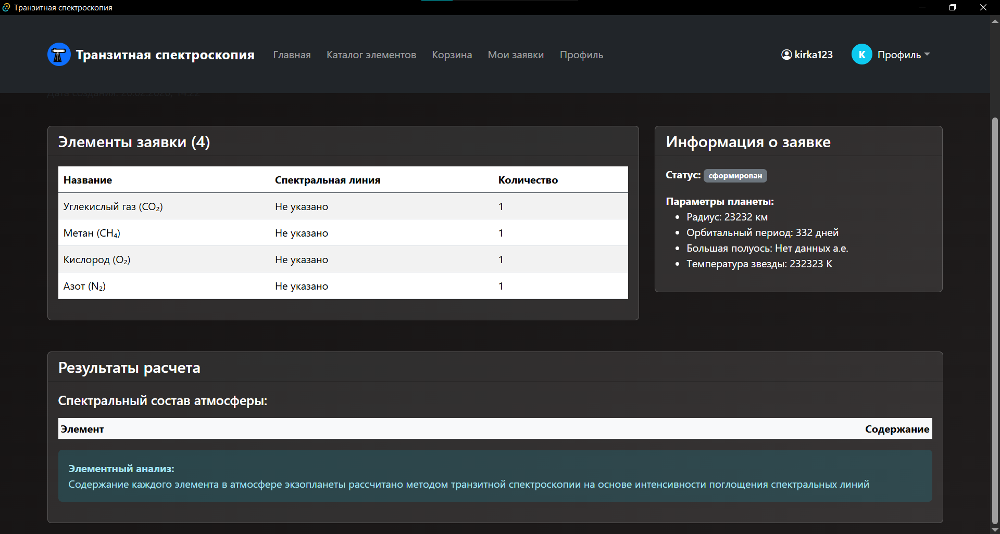 Транзитная спектроскопия
Транзитная спектроскопия Главная Каталог элементов Корзина Мои заявки Профиль kirka123 K Профиль
Дата создания: 20.02.2026, 14:22
Элементы заявки (4)
Название Спектральная линия Количество
Углекислый газ (CO₂) Не указано 1
Метан (CH₄) Не указано 1
Кислород (O₂) Не указано 1
Азот (N₂) Не указано 1
Информация о заявке
Статус: сформирован
Параметры планеты:
• Радиус: 23232 км
• Орбитальный период: 332 дней
• Большая полуось: Нет данных а.е.
• Температура звезды: 232323 K
Результаты расчета
Спектральный состав атмосферы:
Элемент Содержание
Элементный анализ:
Содержание каждого элемента в атмосфере экзопланеты рассчитано методом транзитной спектроскопии на основе интенсивности поглощения спектральных линий